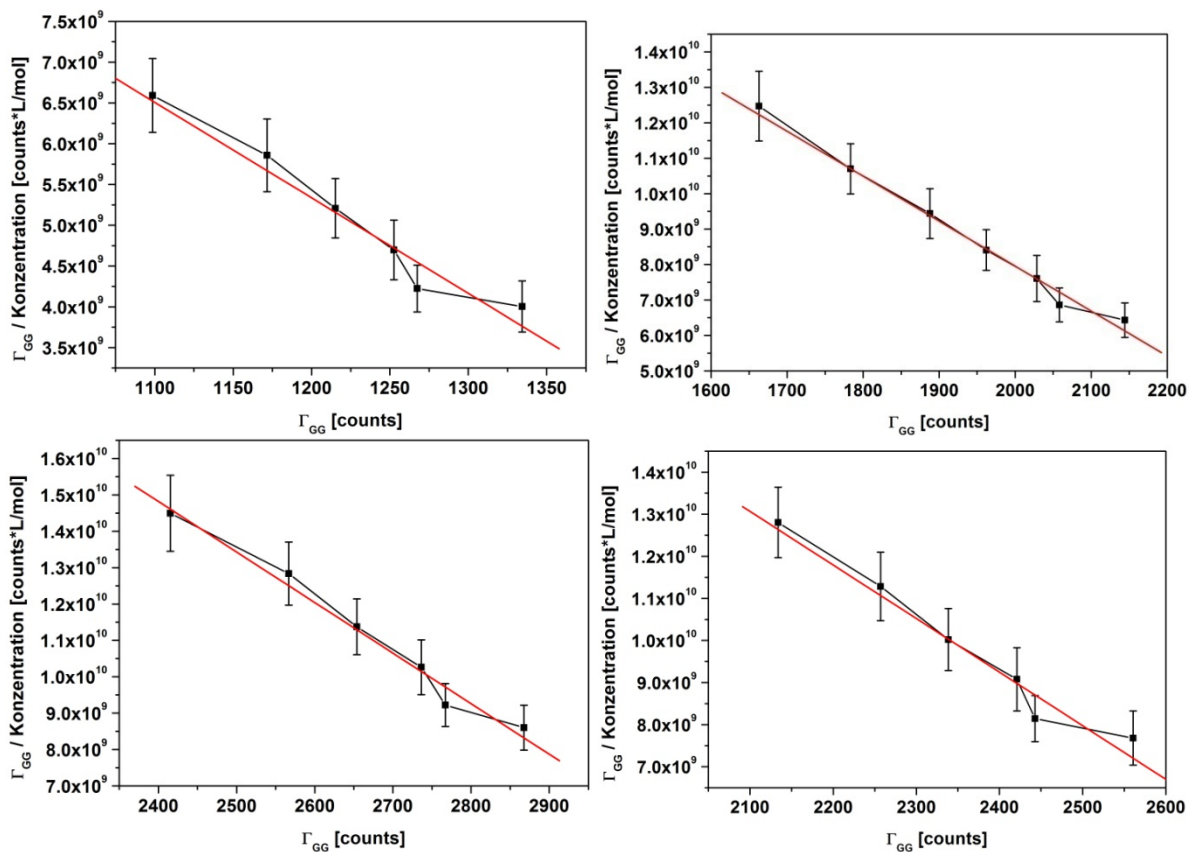 Γ_GG / Konzentration [counts*L/mol]
7.5x10⁹
7.0x10⁹
6.5x10⁹
6.0x10⁹
5.5x10⁹
5.0x10⁹
4.5x10⁹
4.0x10⁹
3.5x10⁹
1100 1150 1200 1250 1300 1350
Γ_GG [counts]
Γ_GG / Konzentration [counts*L/mol]
1.4x10¹⁰
1.3x10¹⁰
1.2x10¹⁰
1.1x10¹⁰
1.0x10¹⁰
9.0x10⁹
8.0x10⁹
7.0x10⁹
6.0x10⁹
5.0x10⁹
1600 1700 1800 1900 2000 2100 2200
Γ_GG [counts]
Γ_GG / Konzentration [counts*L/mol]
1.6x10¹⁰
1.5x10¹⁰
1.4x10¹⁰
1.3x10¹⁰
1.2x10¹⁰
1.1x10¹⁰
1.0x10¹⁰
9.0x10⁹
8.0x10⁹
7.0x10⁹
2400 2500 2600 2700 2800 2900
Γ_GG [counts]
Γ_GG / Konzentration [counts*L/mol]
1.4x10¹⁰
1.3x10¹⁰
1.2x10¹⁰
1.1x10¹⁰
1.0x10¹⁰
9.0x10⁹
8.0x10⁹
7.0x10⁹
2100 2200 2300 2400 2500 2600
Γ_GG [counts]